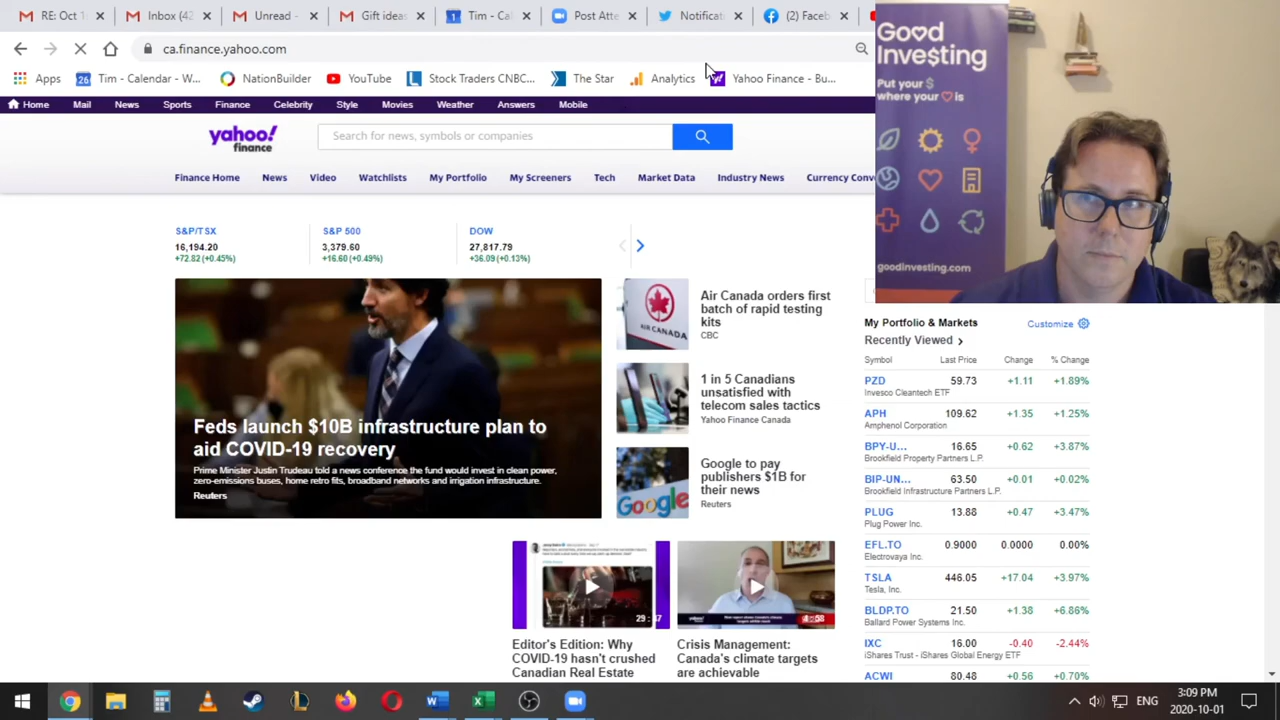 RE: Oct 1
Inbox (42
Unread -
Gift ideas
Tim - Cal
Post Atte
Notificat
(2) Faceb
ca.finance.yahoo.com
Apps
26
Tim - Calendar - W...
NationBuilder
YouTube
Stock Traders CNBC...
The Star
Analytics
Yahoo Finance - Bu...
Home
Mail
News
Sports
Finance
Celebrity
Style
Movies
Weather
Answers
Mobile
yahoo!
finance
Search for news, symbols or companies
Finance Home
News
Video
Watchlists
My Portfolio
My Screeners
Tech
Market Data
Industry News
Currency Conv
S&P/TSX
16,194.20
+72.82 (+0.45%)
S&P 500
3,379.60
+16.60 (+0.49%)
DOW
27,817.79
+36.09 (+0.13%)
Feds launch $10B infrastructure plan to
aid COVID-19 recovery
Prime Minister Justin Trudeau told a news conference the fund would invest in clean power,
zero-emissions buses, home retro fits, broadband networks and irrigation infrastructure.
Reuters
AIR CANADA
Air Canada orders first
batch of rapid testing
kits
CBC
1 in 5 Canadians
unsatisfied with
telecom sales tactics
Yahoo Finance Canada
Google
Google to pay
publishers $1B for
their news
Reuters
Editor's Edition: Why
COVID-19 hasn't crushed
Canadian Real Estate
Crisis Management:
Canada's climate targets
are achievable
Good
Investing
Put your $
where your is
goodinvesting.com
My Portfolio & Markets
Customize
Recently Viewed
Symbol Last Price Change % Change
PZD 59.73 +1.11 +1.89%
Invesco Cleantech ETF
APH 109.62 +1.35 +1.25%
Amphenol Corporation
BPY-U... 16.65 +0.62 +3.87%
Brookfield Property Partners L.P.
BIP-UN... 63.50 +0.01 +0.02%
Brookfield Infrastructure Partners L.P.
PLUG 13.88 +0.47 +3.47%
Plug Power Inc.
EFL.TO 0.9000 0.0000 0.00%
Electrovaya Inc.
TSLA 446.05 +17.04 +3.97%
Tesla, Inc.
BLDP.TO 21.50 +1.38 +6.86%
Ballard Power Systems Inc.
IXC 16.00 -0.40 -2.44%
iShares Trust - iShares Global Energy ETF
ACWI 80.48 +0.56 +0.70%
ENG
3:09 PM
2020-10-01